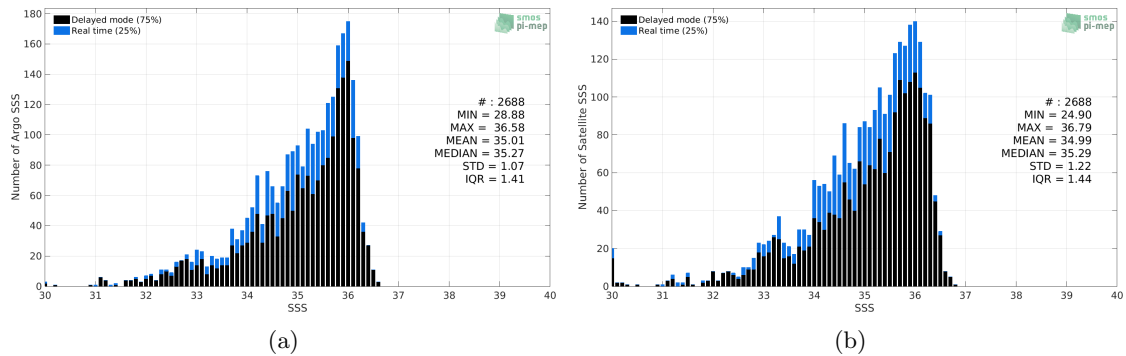 Delayed mode (75%)
Real time (25%)
smos
pi-mep
# : 2688
MIN = 28.88
MAX = 36.58
MEAN = 35.01
MEDIAN = 35.27
STD = 1.07
IQR = 1.41
Number of Argo SSS
180
160
140
120
100
80
60
40
20
0
30 31 32 33 34 35 36 37 38 39 40
SSS
(a)
Delayed mode (75%)
Real time (25%)
smos
pi-mep
# : 2688
MIN = 24.90
MAX = 36.79
MEAN = 34.99
MEDIAN = 35.29
STD = 1.22
IQR = 1.44
Number of Satellite SSS
140
120
100
80
60
40
20
0
30 31 32 33 34 35 36 37 38 39 40
SSS
(b)